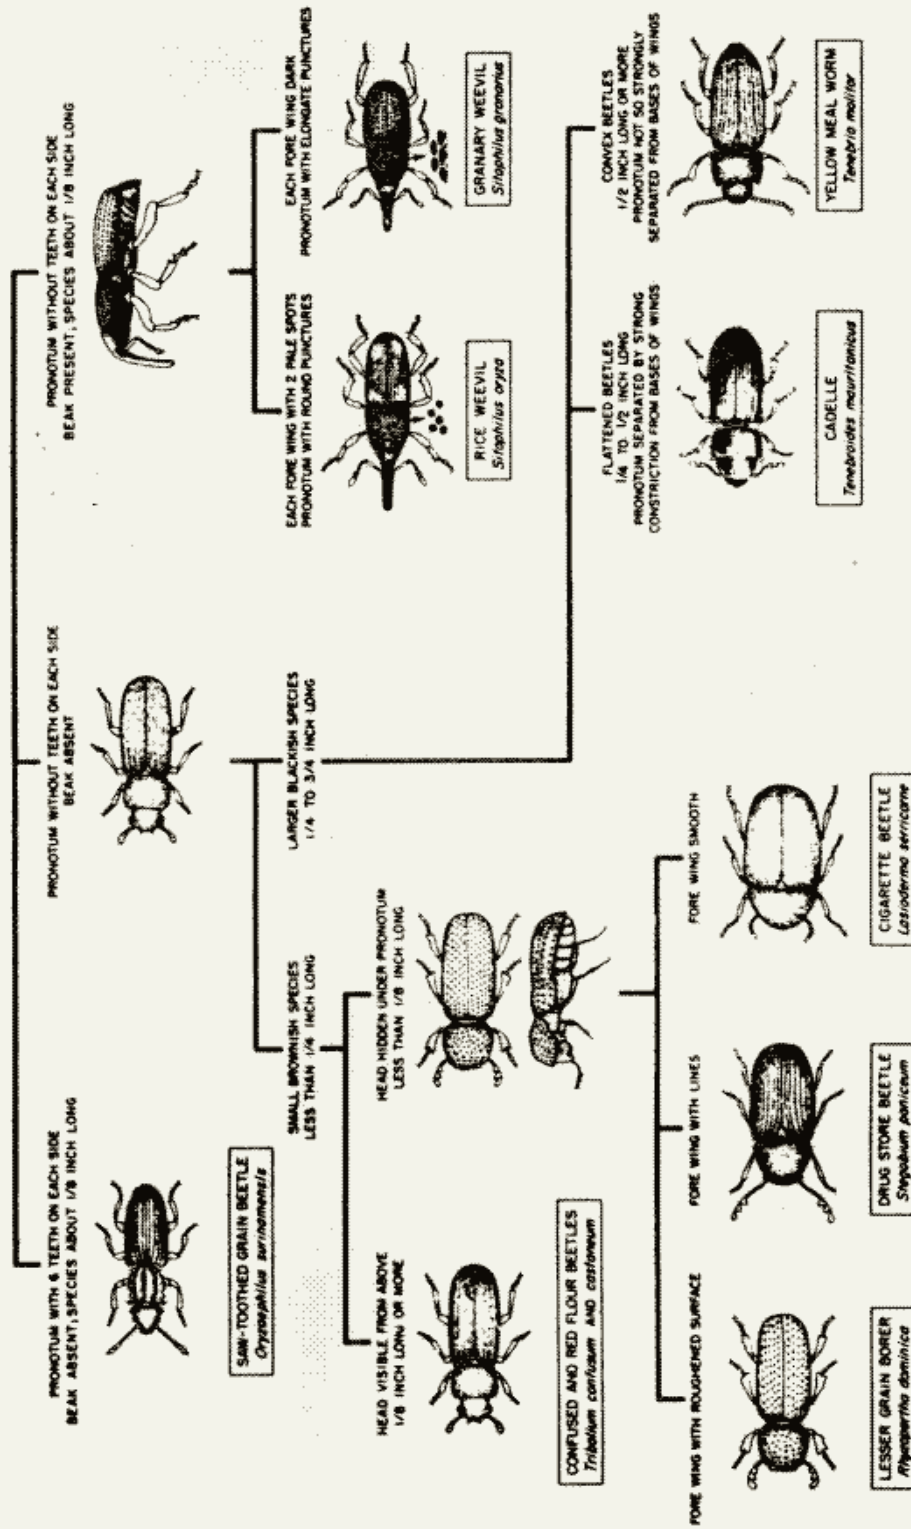 PRONOTUM WITH 6 TEETH ON EACH SIDE
BEAK ABSENT, SPECIES ABOUT 1/8 INCH LONG
SAW-TOOTHED GRAIN BEETLE
Oryzaephilus surinamensis
PRONOTUM WITHOUT TEETH ON EACH SIDE
BEAK ABSENT
PRONOTUM WITHOUT TEETH ON EACH SIDE
BEAK PRESENT, SPECIES ABOUT 1/8 INCH LONG
SMALL BROWNISH SPECIES
LESS THAN 1/4 INCH LONG
LARGER BLACKISH SPECIES
1/4 TO 3/4 INCH LONG
EACH FORE WING WITH 2 PALE SPOTS
PRONOTUM WITH ROUND PUNCTURES
EACH FORE WING DARK
PRONOTUM WITH ELONGATE PUNCTURES
RICE WEEVIL
Sitophilus oryza
GRANARY WEEVIL
Sitophilus granarius
HEAD VISIBLE FROM ABOVE
1/8 INCH LONG OR MORE
HEAD HIDDEN UNDER PRONOTUM
LESS THAN 1/8 INCH LONG
CONFUSED AND RED FLOUR BEETLES
Tribolium confusum AND castaneum
FLATTENED BEETLES
1/4 TO 1/2 INCH LONG
PRONOTUM SEPARATED BY STRONG
CONSTRICTION FROM BASES OF WINGS
CONVEX BEETLES
1/2 INCH LONG OR MORE
PRONOTUM NOT SO STRONGLY
SEPARATED FROM BASES OF WINGS
CADELLE
Tenebroides mauritanicus
YELLOW MEAL WORM
Tenebrio molitor
FORE WING WITH ROUGHENED SURFACE
FORE WING WITH LINES
FORE WING SMOOTH
LESSER GRAIN BORER
Rhyzopertha dominica
DRUG STORE BEETLE
Stegobium paniceum
CIGARETTE BEETLE
Lasioderma serricorne